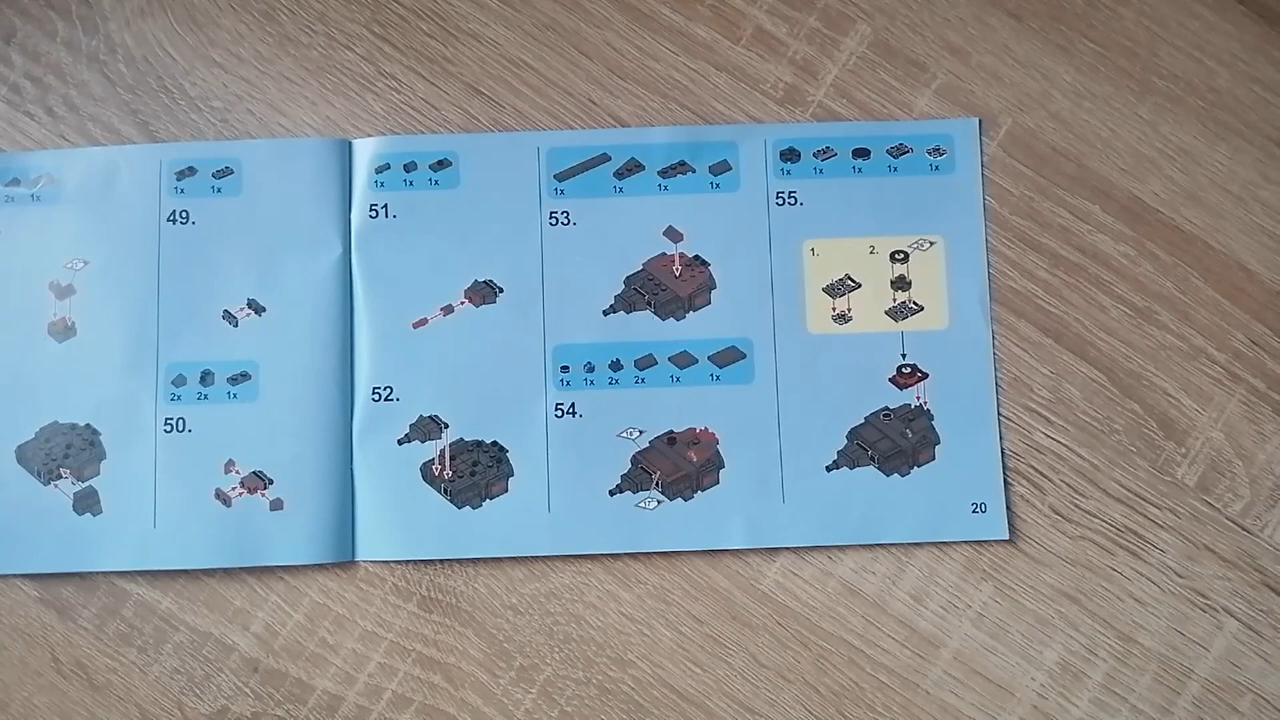 2x 1x
1x 1x
49.
2x 2x 1x
50.
1x 1x 1x
51.
52.
1x 1x 1x 1x
53.
1x 1x 2x 2x 1x 1x
54.
1x 1x 1x 1x 1x
55.
1. 2.
20